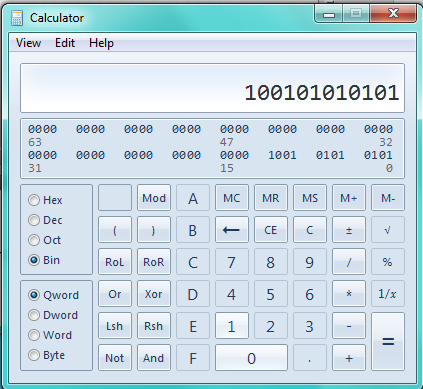 Calculator
View Edit Help
100101010101
0000 0000 0000 0000 0000 0000 0000 0000
63 47 32
0000 0000 0000 0000 0000 1001 0101 0101
31 15 0
Hex
Dec
Oct
Bin
Qword
Dword
Word
Byte
Mod A MC MR MS M+ M-
( ) B ← CE C ± √
RoL RoR C 7 8 9 / %
Or Xor D 4 5 6 * 1/x
Lsh Rsh E 1 2 3 - =
Not And F 0 . +